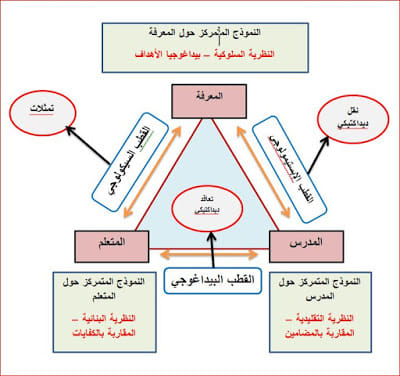 النموذج المتمركز حول المعرفة
النظرية السلوكية – بيداغوجيا الأهداف
المعرفة
تمثلات
القطب السيكولوجي
القطب الابستيمولوجي
نقل
ديداكتيكي
تعاقد
ديداكتيكي
المتعلم
المدرس
القطب البيداغوجي
النموذج المتمركز حول
المدرس
النظرية التقليدية –
المقاربة بالمضامين
النموذج المتمركز حول
المتعلم
النظرية البنائية –
المقاربة بالكفايات